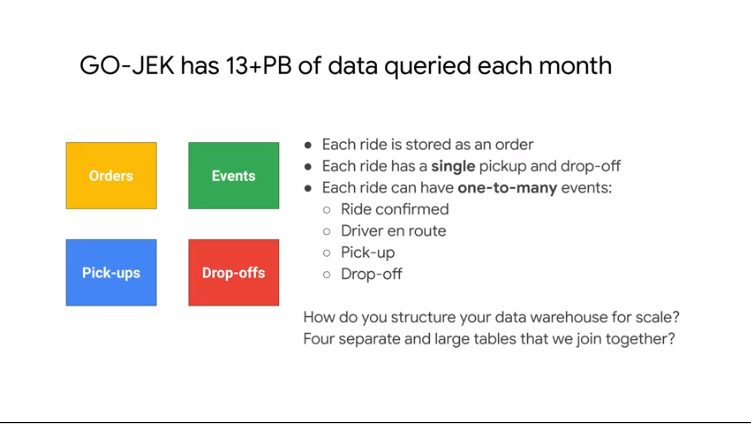 GO-JEK has 13+PB of data queried each month
Orders
Events
Pick-ups
Drop-offs
● Each ride is stored as an order
● Each ride has a single pickup and drop-off
● Each ride can have one-to-many events:
○ Ride confirmed
○ Driver en route
○ Pick-up
○ Drop-off
How do you structure your data warehouse for scale?
Four separate and large tables that we join together?